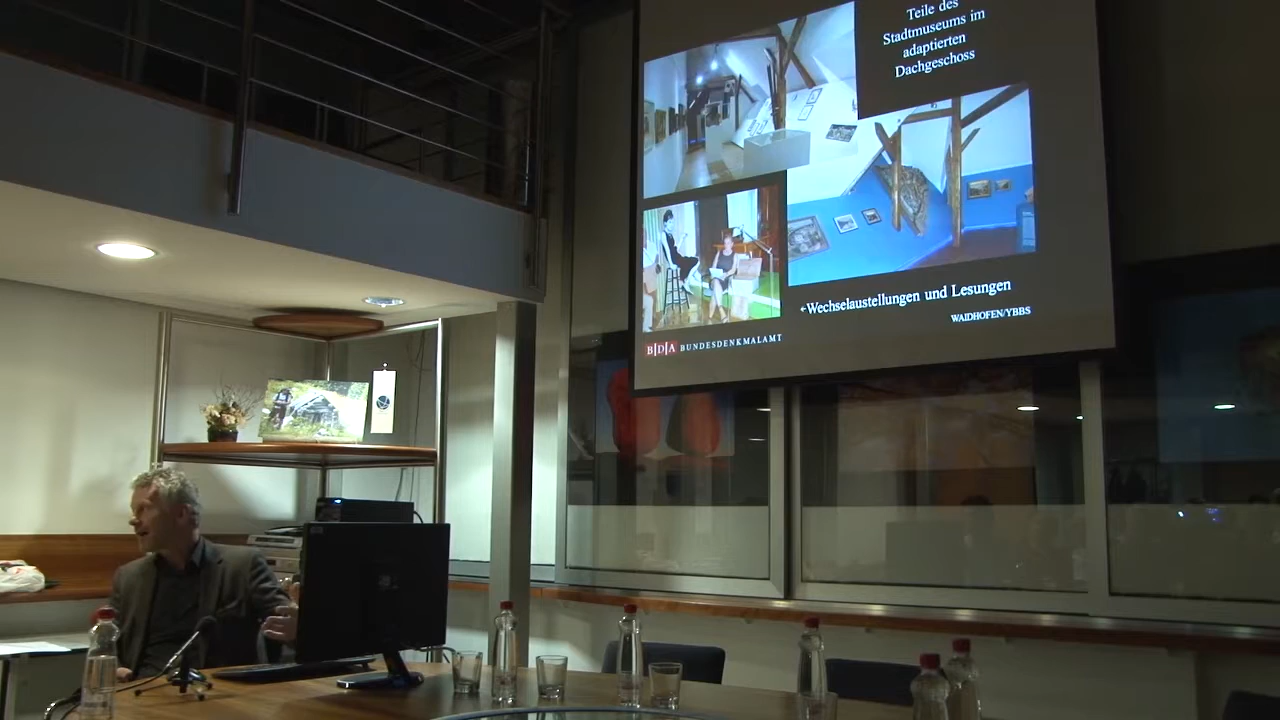 Teile des
Stadtmuseums im
adaptierten
Dachgeschoss
←Wechselaustellungen und Lesungen
WAIDHOFEN/YBBS
B|D|A BUNDESDENKMALAMT